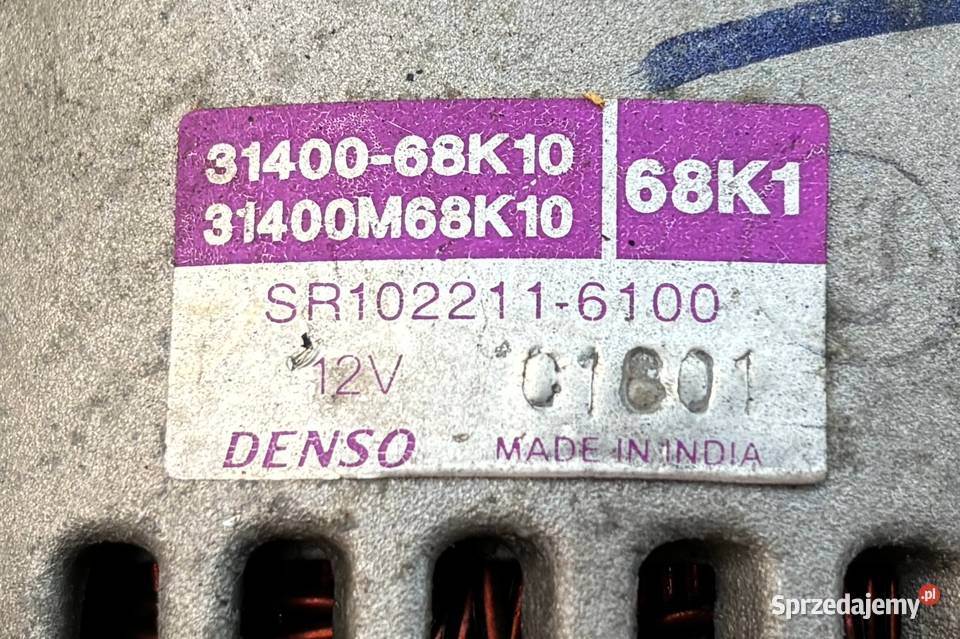 31400-68K10
31400M68K10
68K1
SR102211-6100
12V
01801
DENSO
MADE IN INDIA
Sprzedajemy.pl